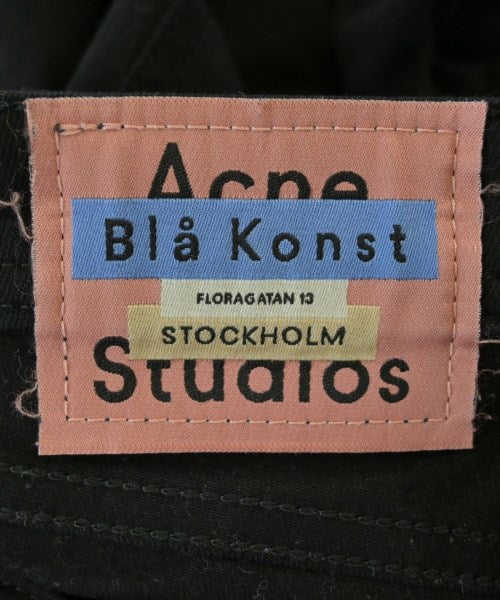 Acne
Blå Konst
FLORAGATAN 13
STOCKHOLM
Studios